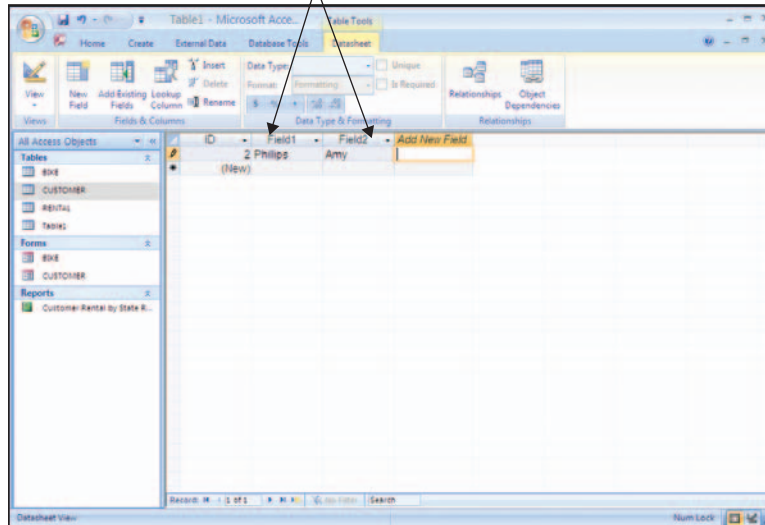 Table1 - Microsoft Acce... Table Tools
Home Create External Data Database Tools Datasheet
View
New Field
Add Existing Fields
Lookup Column
Insert
Delete
Rename
Data Type:
Format: Formatting
Unique
Is Required
Relationships
Object Dependencies
Views Fields & Columns Data Type & Formatting Relationships
All Access Objects
Tables
BIKE
CUSTOMER
RENTAL
Table1
Forms
BIKE
CUSTOMER
Reports
Customer Rental by State R...
ID Field1 Field2 Add New Field
2 Phillips Amy
(New)
Record: 1 of 1 No Filter Search
Datasheet View Num Lock